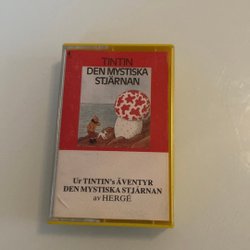 TINTIN
DEN MYSTISKA
STJÄRNAN
Ur TINTIN's ÄVENTYR
DEN MYSTISKA STJÄRNAN
av HERGÉ